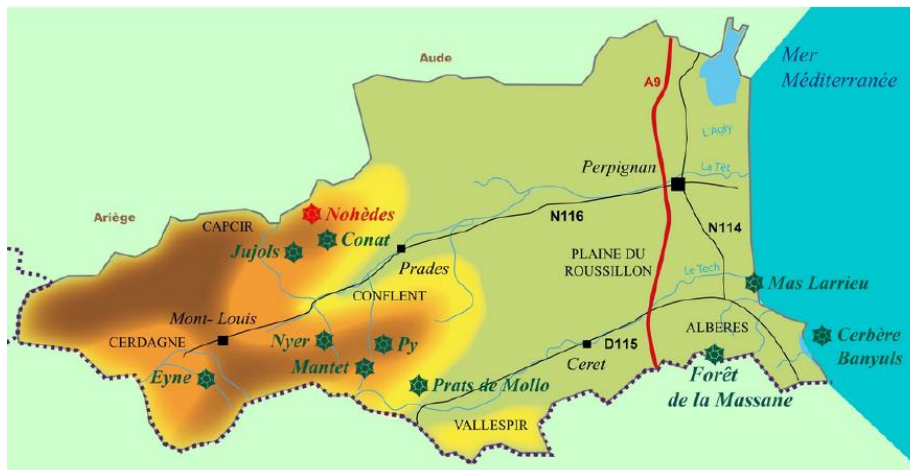 Mer
Méditerranée
Aude
A9
L'Agly
La Têt
Perpignan
Ariège
Nohèdes
CAPCIR
N116
Conat
Jujols
N114
Prades
PLAINE DU
ROUSSILLON
Le Tech
Mas Larrieu
CONFLENT
Mont- Louis
ALBERES
CERDAGNE
Nyer
Py
D115
Cerbère
Banyuls
Mantet
Ceret
Eyne
Prats de Mollo
Forêt
de la Massane
VALLESPIR